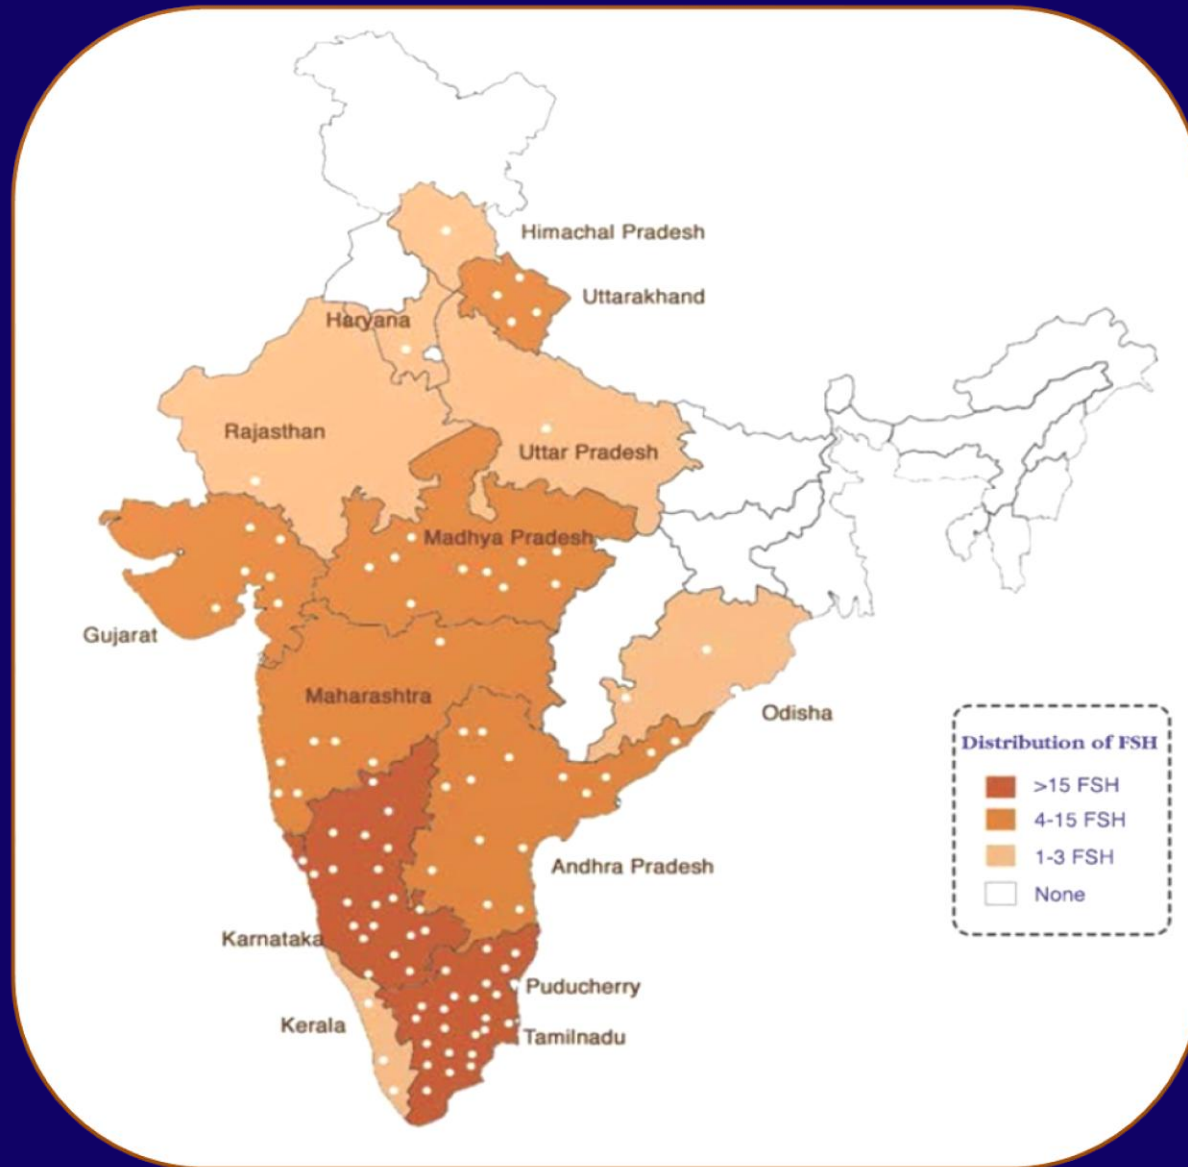 Himachal Pradesh
Uttarakhand
Haryana
Rajasthan
Uttar Pradesh
Madhya Pradesh
Gujarat
Maharashtra
Odisha
Distribution of FSH
>15 FSH
4-15 FSH
1-3 FSH
None
Andhra Pradesh
Karnataka
Puducherry
Kerala
Tamilnadu